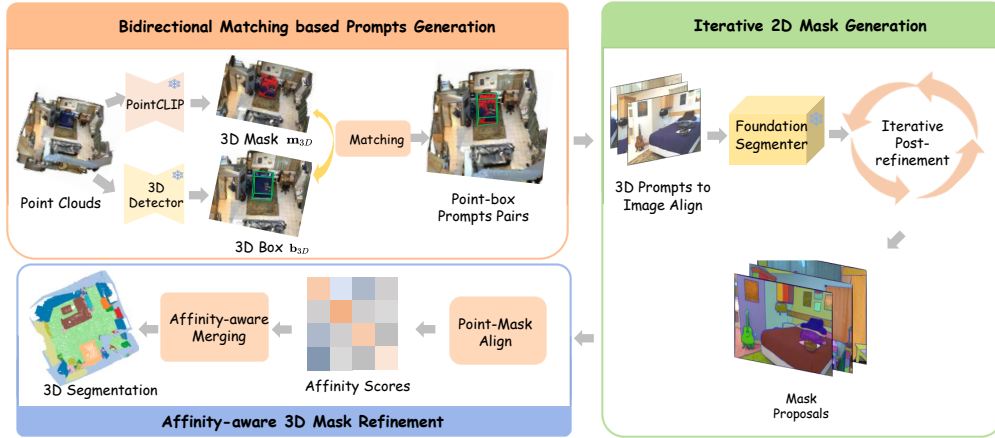 Bidirectional Matching based Prompts Generation
Point Clouds
PointCLIP
3D
Detector
3D Mask m3D
3D Box b3D
Matching
Point-box
Prompts Pairs
Iterative 2D Mask Generation
3D Prompts to
Image Align
Foundation
Segmenter
Iterative
Post-
refinement
Mask
Proposals
Point-Mask
Align
Affinity Scores
Affinity-aware
Merging
3D Segmentation
Affinity-aware 3D Mask Refinement